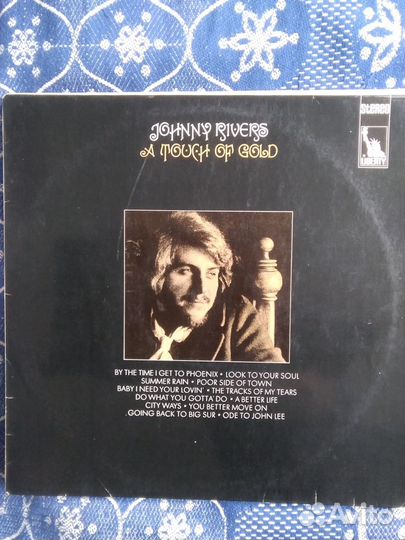 JOHNNY RIVERS
A TOUCH OF GOLD
Stereo
LIBERTY
BY THE TIME I GET TO PHOENIX • LOOK TO YOUR SOUL
SUMMER RAIN • POOR SIDE OF TOWN
BABY I NEED YOUR LOVIN' • THE TRACKS OF MY TEARS
DO WHAT YOU GOTTA DO • A BETTER LIFE
CITY WAYS • YOU BETTER MOVE ON
GOING BACK TO BIG SUR • ODE TO JOHN LEE
Avito